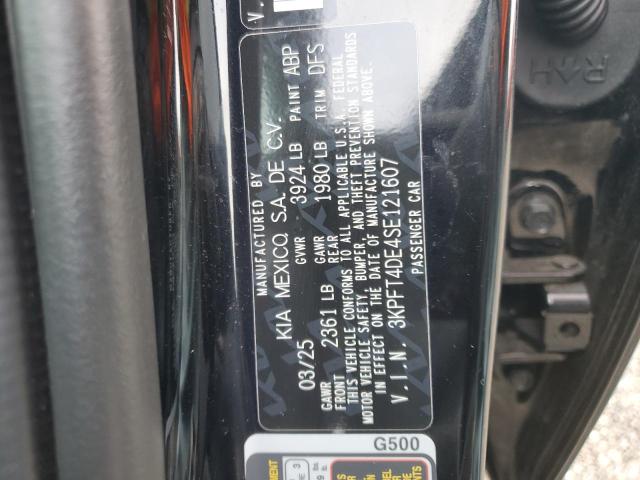 V.
MANUFACTURED BY
KIA MEXICO, S.A. DE C.V.
03/25 GVWR 3924 LB PAINT ABP
GAWR FRONT 2361 LB GAWR REAR 1980 LB TRIM DFS
THIS VEHICLE CONFORMS TO ALL APPLICABLE U.S.A. FEDERAL
MOTOR VEHICLE SAFETY, BUMPER, AND THEFT PREVENTION STANDARDS
IN EFFECT ON THE DATE OF MANUFACTURE SHOWN ABOVE.
V.I.N. 3KPFT4DE4SE121607
PASSENGER CAR
G500
RAH